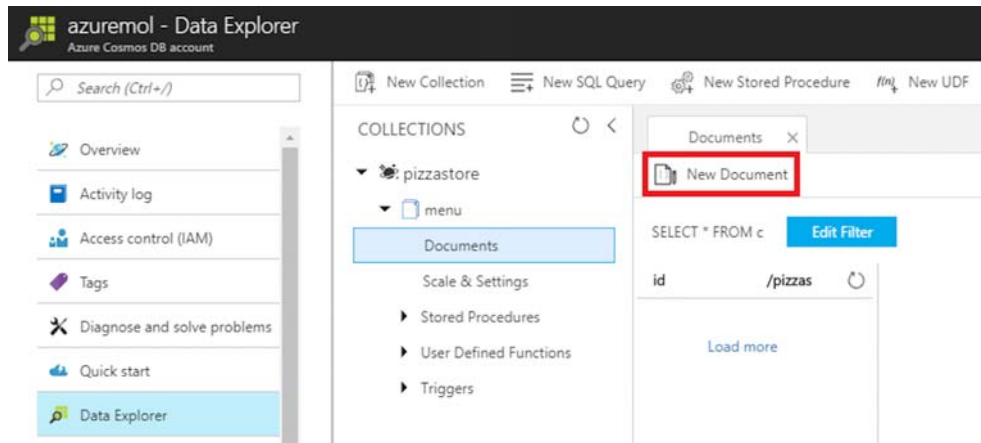 azuremol - Data Explorer
Azure Cosmos DB account
Search (Ctrl+/)
Overview
Activity log
Access control (IAM)
Tags
Diagnose and solve problems
Quick start
Data Explorer
New Collection
New SQL Query
New Stored Procedure
New UDF
COLLECTIONS
pizzastore
menu
Documents
Scale & Settings
Stored Procedures
User Defined Functions
Triggers
Documents
New Document
SELECT * FROM c
Edit Filter
id /pizzas
Load more